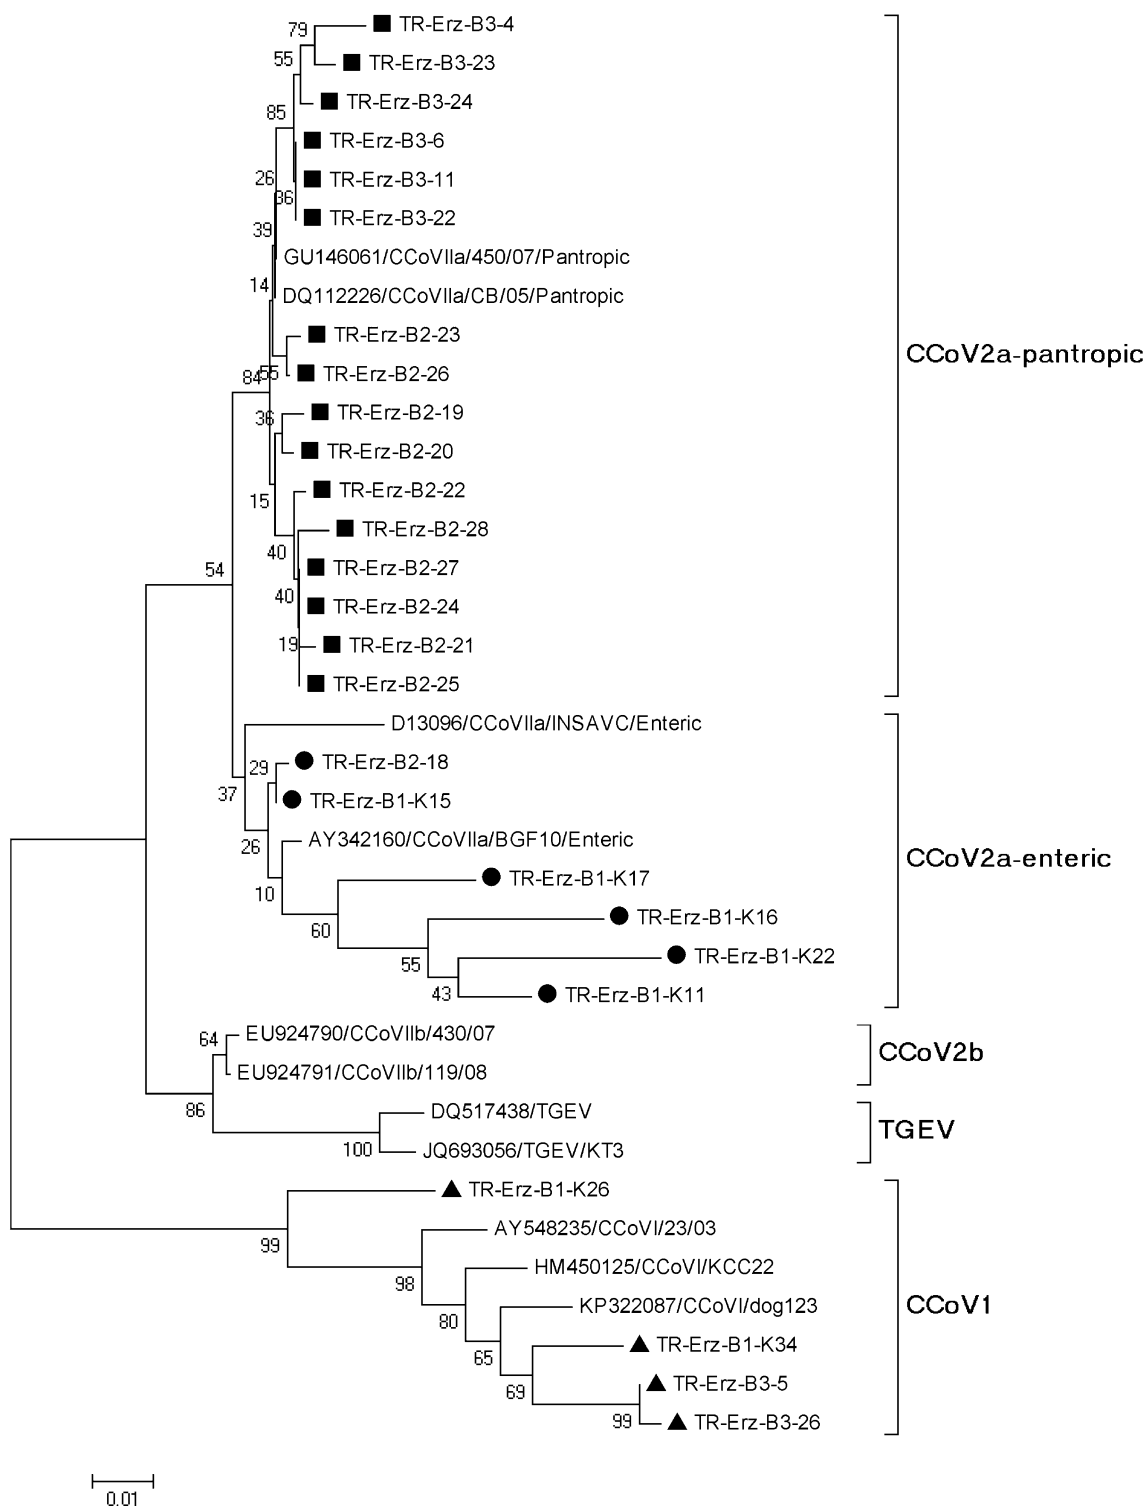 79
TR-Erz-B3-4
55
TR-Erz-B3-23
TR-Erz-B3-24
85
TR-Erz-B3-6
26
TR-Erz-B3-11
36
TR-Erz-B3-22
39
GU146061/CCoVIIa/450/07/Pantropic
14
DQ112226/CCoVIIa/CB/05/Pantropic
TR-Erz-B2-23
CCoV2a-pantropic
84
55
TR-Erz-B2-26
36
TR-Erz-B2-19
TR-Erz-B2-20
15
TR-Erz-B2-22
TR-Erz-B2-28
40
TR-Erz-B2-27
54
40
TR-Erz-B2-24
19
TR-Erz-B2-21
TR-Erz-B2-25
D13096/CCoVIIa/INSAVC/Enteric
29
TR-Erz-B2-18
37
TR-Erz-B1-K15
26
AY342160/CCoVIIa/BGF10/Enteric
CCoV2a-enteric
10
TR-Erz-B1-K17
60
TR-Erz-B1-K16
55
TR-Erz-B1-K22
43
TR-Erz-B1-K11
64
EU924790/CCoVIIb/430/07
CCoV2b
EU924791/CCoVIIb/119/08
86
DQ517438/TGEV
TGEV
100
JQ693056/TGEV/KT3
TR-Erz-B1-K26
99
AY548235/CCoVI/23/03
98
HM450125/CCoVI/KCC22
80
KP322087/CCoVI/dog123
CCoV1
65
TR-Erz-B1-K34
69
TR-Erz-B3-5
99
TR-Erz-B3-26
0.01